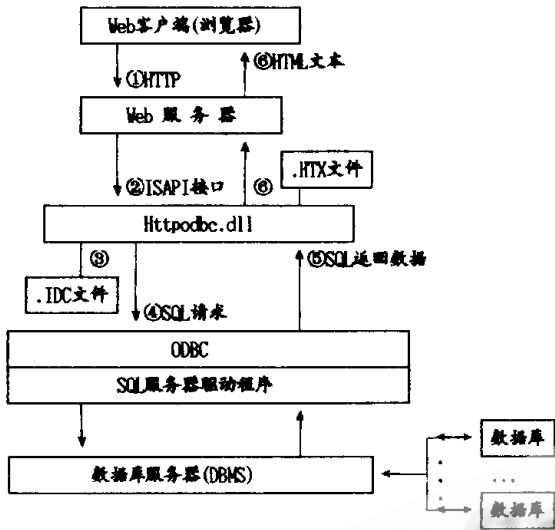 Web客户端(浏览器)
①HTTP
⑥HTML文本
Web 服 务 器
②ISAPI接口
⑥
.HTX文件
Httpodbc.dll
③
⑤SQL返回数据
.IDC文件
④SQL请求
ODBC
SQL服务器驱动程序
数据库服务器(DBMS)
数据库
...
数据库